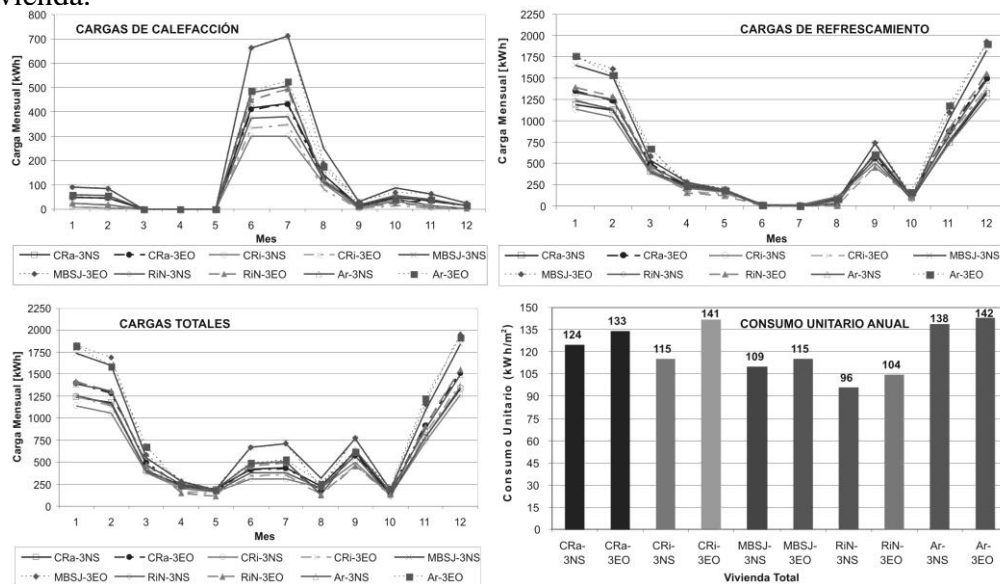 vivienda.
CARGAS DE CALEFACCIÓN
Carga Mensual [kWh]
800
700
600
500
400
300
200
100
0
1 2 3 4 5 6 7 8 9 10 11 12
Mes
CRa-3NS CRa-3EO CRi-3NS CRi-3EO MBSJ-3NS
MBSJ-3EO RiN-3NS RiN-3EO Ar-3NS Ar-3EO
CARGAS DE REFRESCAMIENTO
Carga Mensual [kWh]
2250
2000
1750
1500
1250
1000
750
500
250
0
1 2 3 4 5 6 7 8 9 10 11 12
Mes
CRa-3NS CRa-3EO CRi-3NS CRi-3EO MBSJ-3NS
MBSJ-3EO RiN-3NS RiN-3EO Ar-3NS Ar-3EO
CARGAS TOTALES
Carga Mensual [kWh]
2250
2000
1750
1500
1250
1000
750
500
250
0
1 2 3 4 5 6 7 8 9 10 11 12
Mes
CRa-3NS CRa-3EO CRi-3NS CRi-3EO MBSJ-3NS
MBSJ-3EO RiN-3NS RiN-3EO Ar-3NS Ar-3EO
CONSUMO UNITARIO ANUAL
Consumo Unitario (kWh/m²)
150
135
120
105
90
75
60
45
30
15
0
124 133 115 141 109 115 96 104 138 142
CRa- CRa- CRi- CRi- MBSJ- MBSJ- RiN- RiN- Ar- Ar-
3NS 3EO 3NS 3EO 3NS 3EO 3NS 3EO 3NS 3EO
Vivienda Total